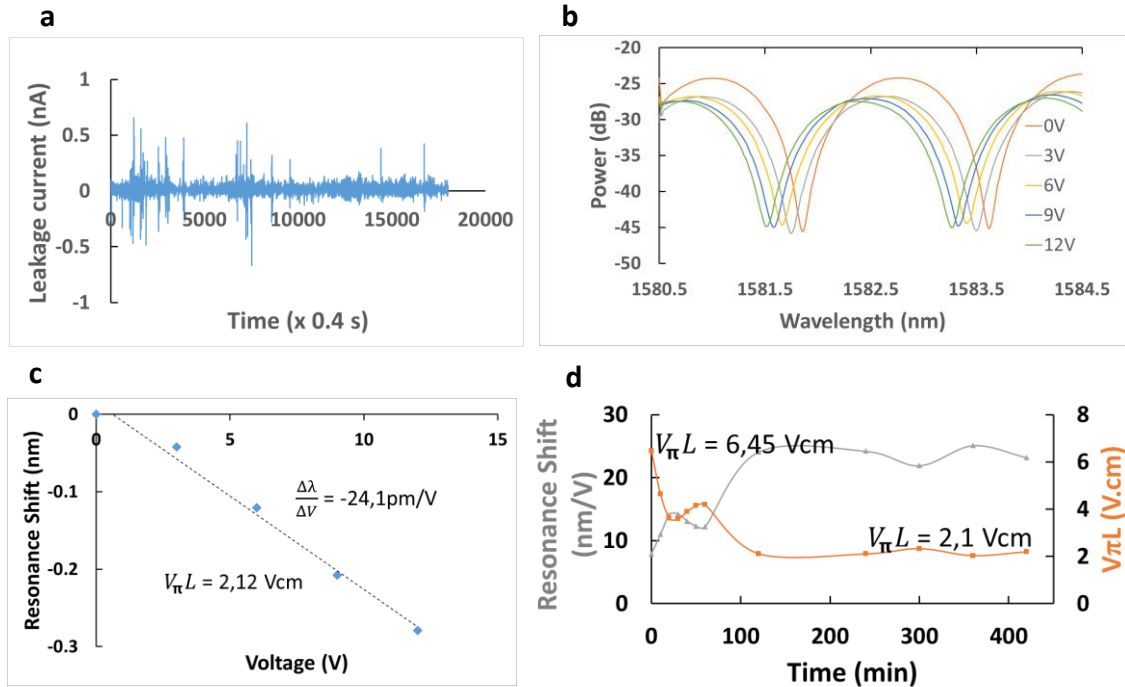 a
Leakage current (nA)
1
0.5
0
-0.5
-1
0
5000
10000
15000
20000
Time (x 0.4 s)
b
Power (dB)
-20
-25
-30
-35
-40
-45
-50
0V
3V
6V
9V
12V
1580.5
1581.5
1582.5
1583.5
1584.5
Wavelength (nm)
c
Resonance Shift (nm)
0
-0.1
-0.2
-0.3
0
5
10
15
Δλ/ΔV = -24,1pm/V
VπL = 2,12 Vcm
Voltage (V)
d
Resonance Shift
(nm/V)
30
20
10
0
VπL = 6,45 Vcm
VπL = 2,1 Vcm
8
6
4
2
0
VπL (V.cm)
0
100
200
300
400
Time (min)